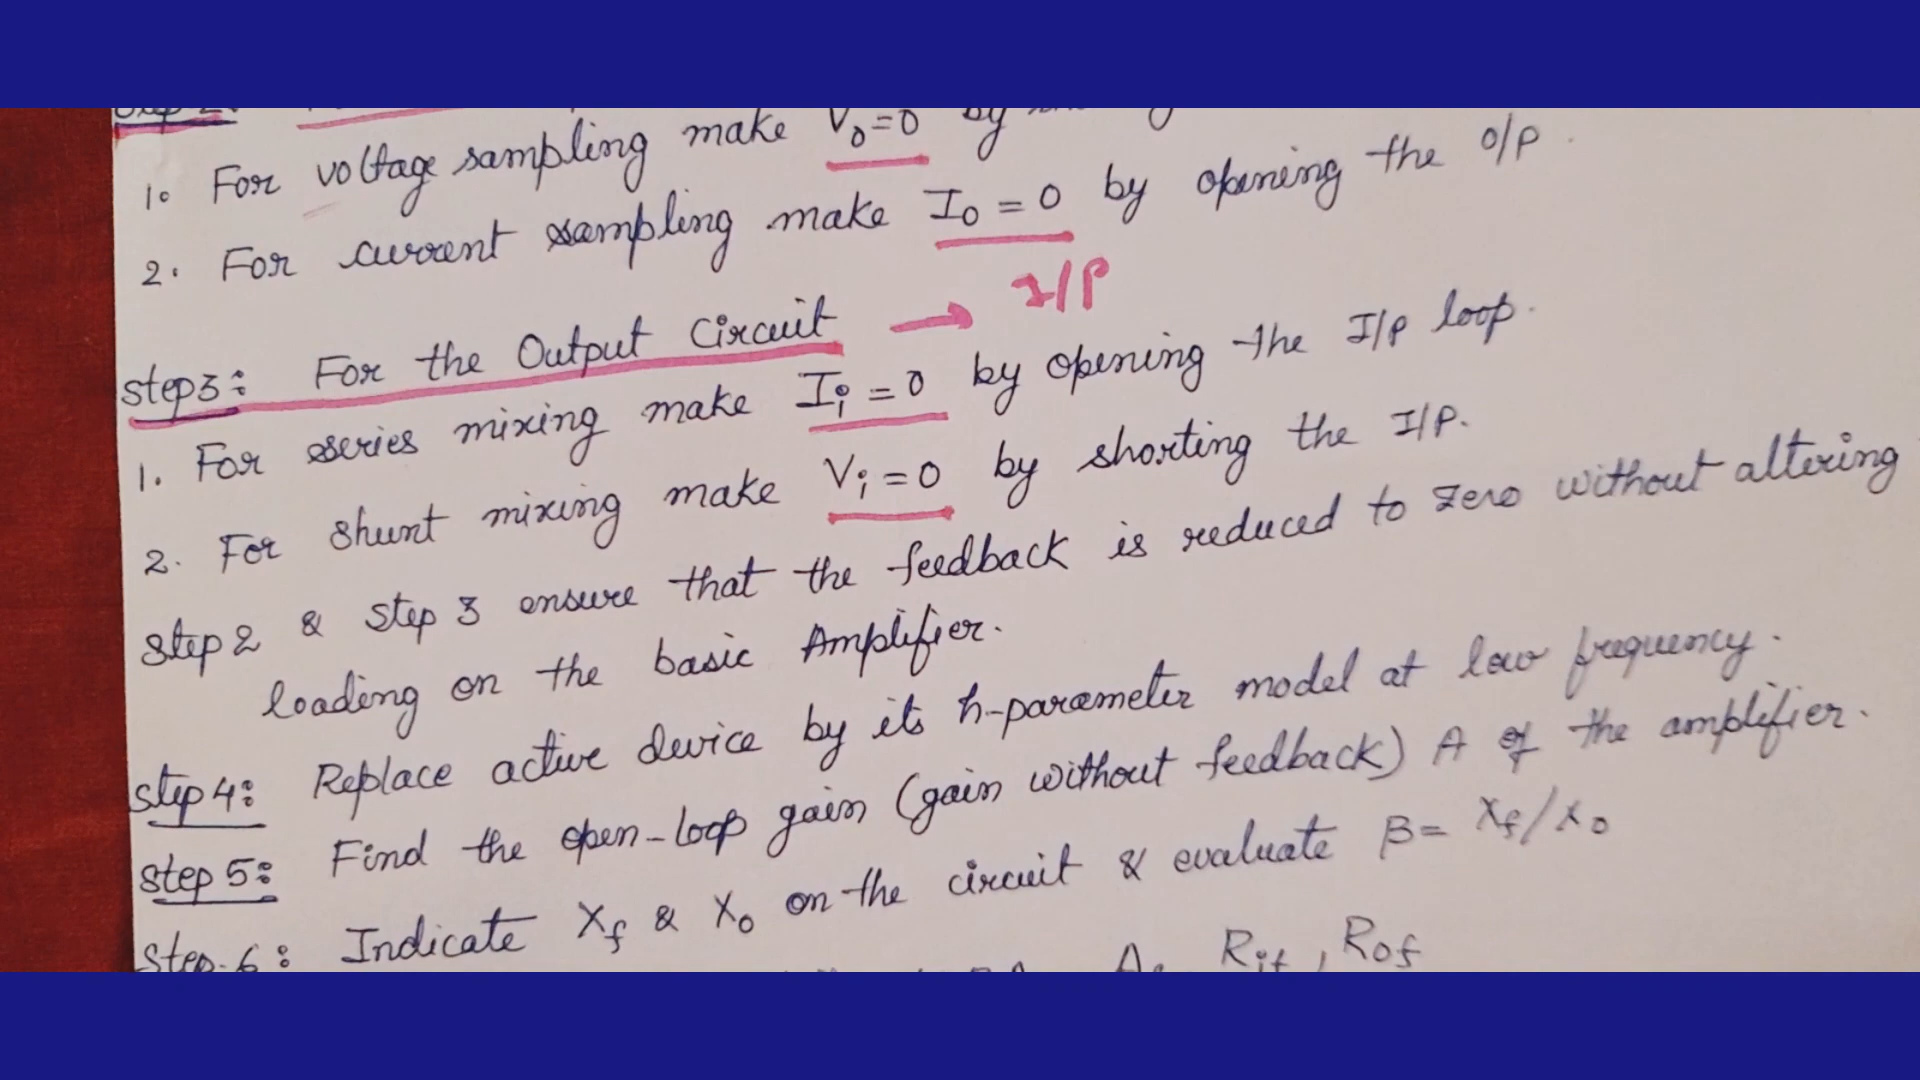 1. For voltage sampling make Vo=0 by
2. For current sampling make Io = 0 by opening the O/P.
→ I/P
Step3: For the Output Circuit
1. For series mixing make Ii = 0 by opening the I/P loop.
2. For shunt mixing make Vi = 0 by shorting the I/P.
Step 2 & Step 3 ensure that the feedback is reduced to zero without altering
loading on the basic Amplifier.
Step 4: Replace active device by its h-parameter model at low frequency.
Step 5: Find the open-loop gain (gain without feedback) A of the amplifier.
Step-6: Indicate Xf & Xo on the circuit & evaluate β= Xf/Xo
Rif, Rof